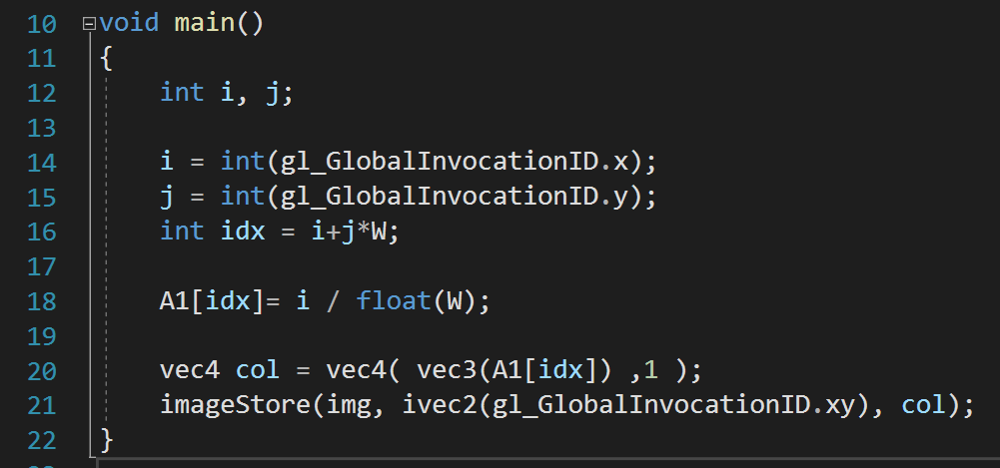 10 void main()
11 {
12     int i, j;
13
14     i = int(gl_GlobalInvocationID.x);
15     j = int(gl_GlobalInvocationID.y);
16     int idx = i+j*W;
17
18     A1[idx]= i / float(W);
19
20     vec4 col = vec4( vec3(A1[idx]) ,1 );
21     imageStore(img, ivec2(gl_GlobalInvocationID.xy), col);
22 }